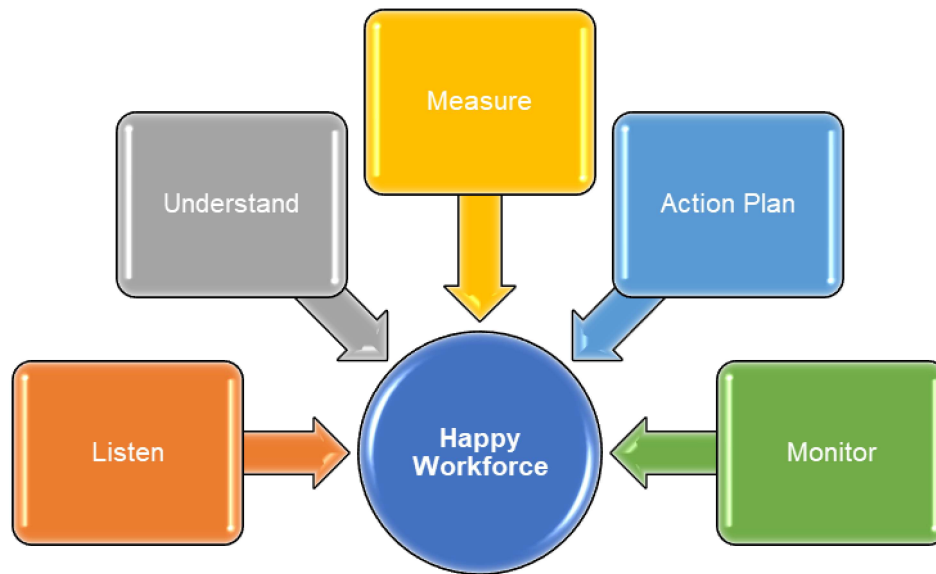 Measure
Understand
Action Plan
Listen
Happy
Workforce
Monitor